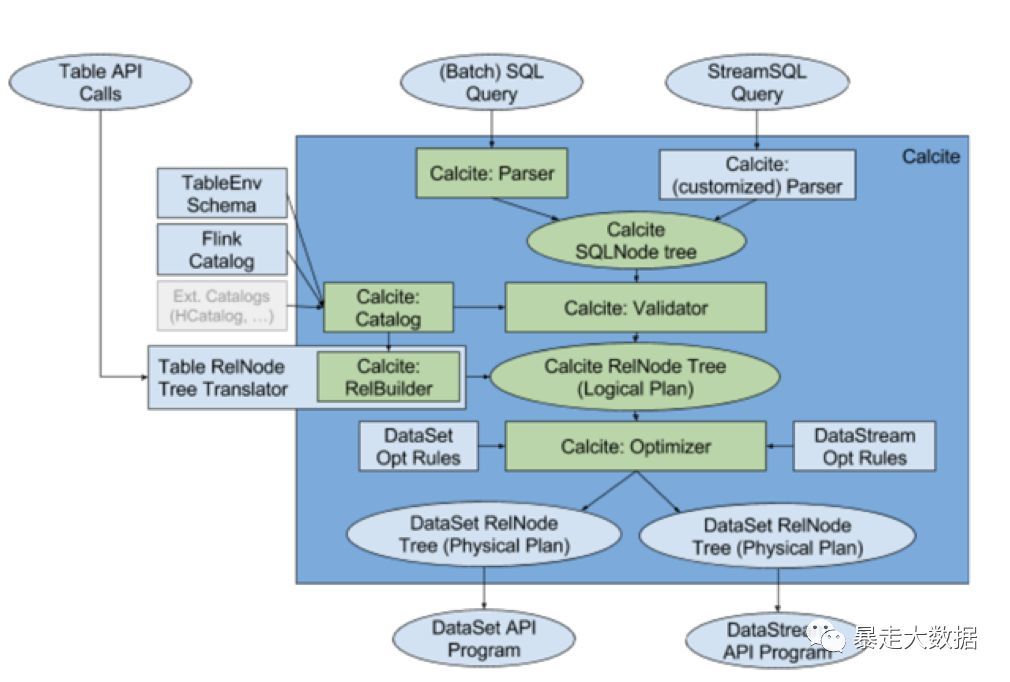 Table API
Calls
(Batch) SQL
Query
StreamSQL
Query
Calcite
Calcite: Parser
Calcite:
(customized) Parser
TableEnv
Schema
Calcite
SQLNode tree
Flink
Catalog
Ext. Catalogs
(HCatalog, ...)
Calcite:
Catalog
Calcite: Validator
Table RelNode
Tree Translator
Calcite:
RelBuilder
Calcite RelNode Tree
(Logical Plan)
DataSet
Opt Rules
Calcite: Optimizer
DataStream
Opt Rules
DataSet RelNode
Tree (Physical Plan)
DataSet RelNode
Tree (Physical Plan)
DataSet API
Program
DataStream
API Program
暴走大数据